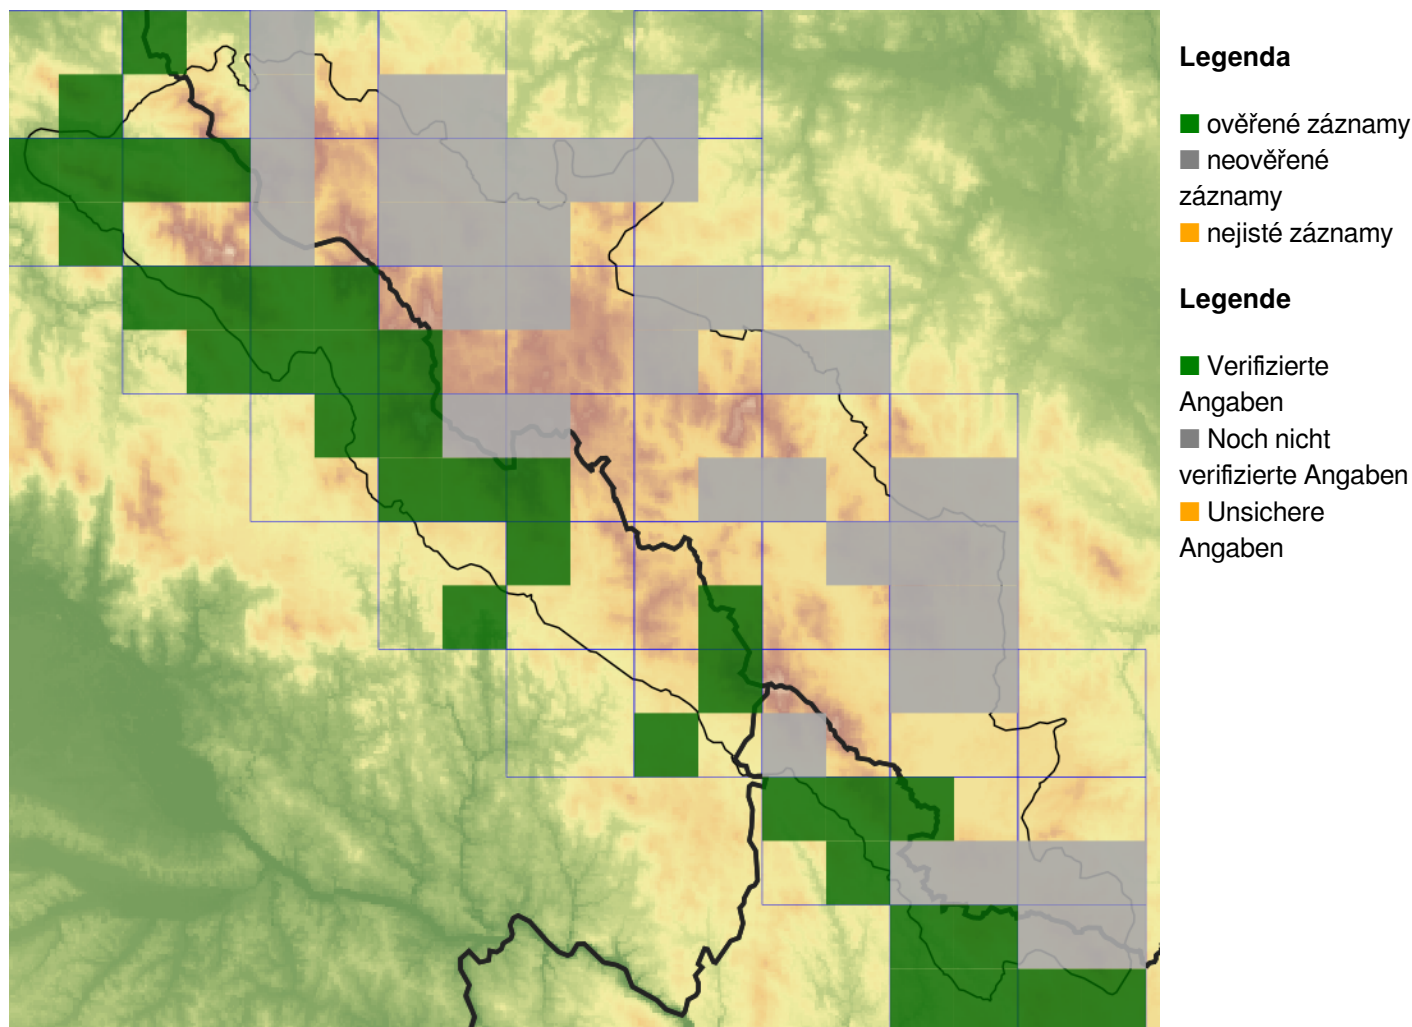 Legenda
ověřené záznamy
neověřené
záznamy
nejisté záznamy
Legende
Verifizierte
Angaben
Noch nicht
verifizierte Angaben
Unsichere
Angaben